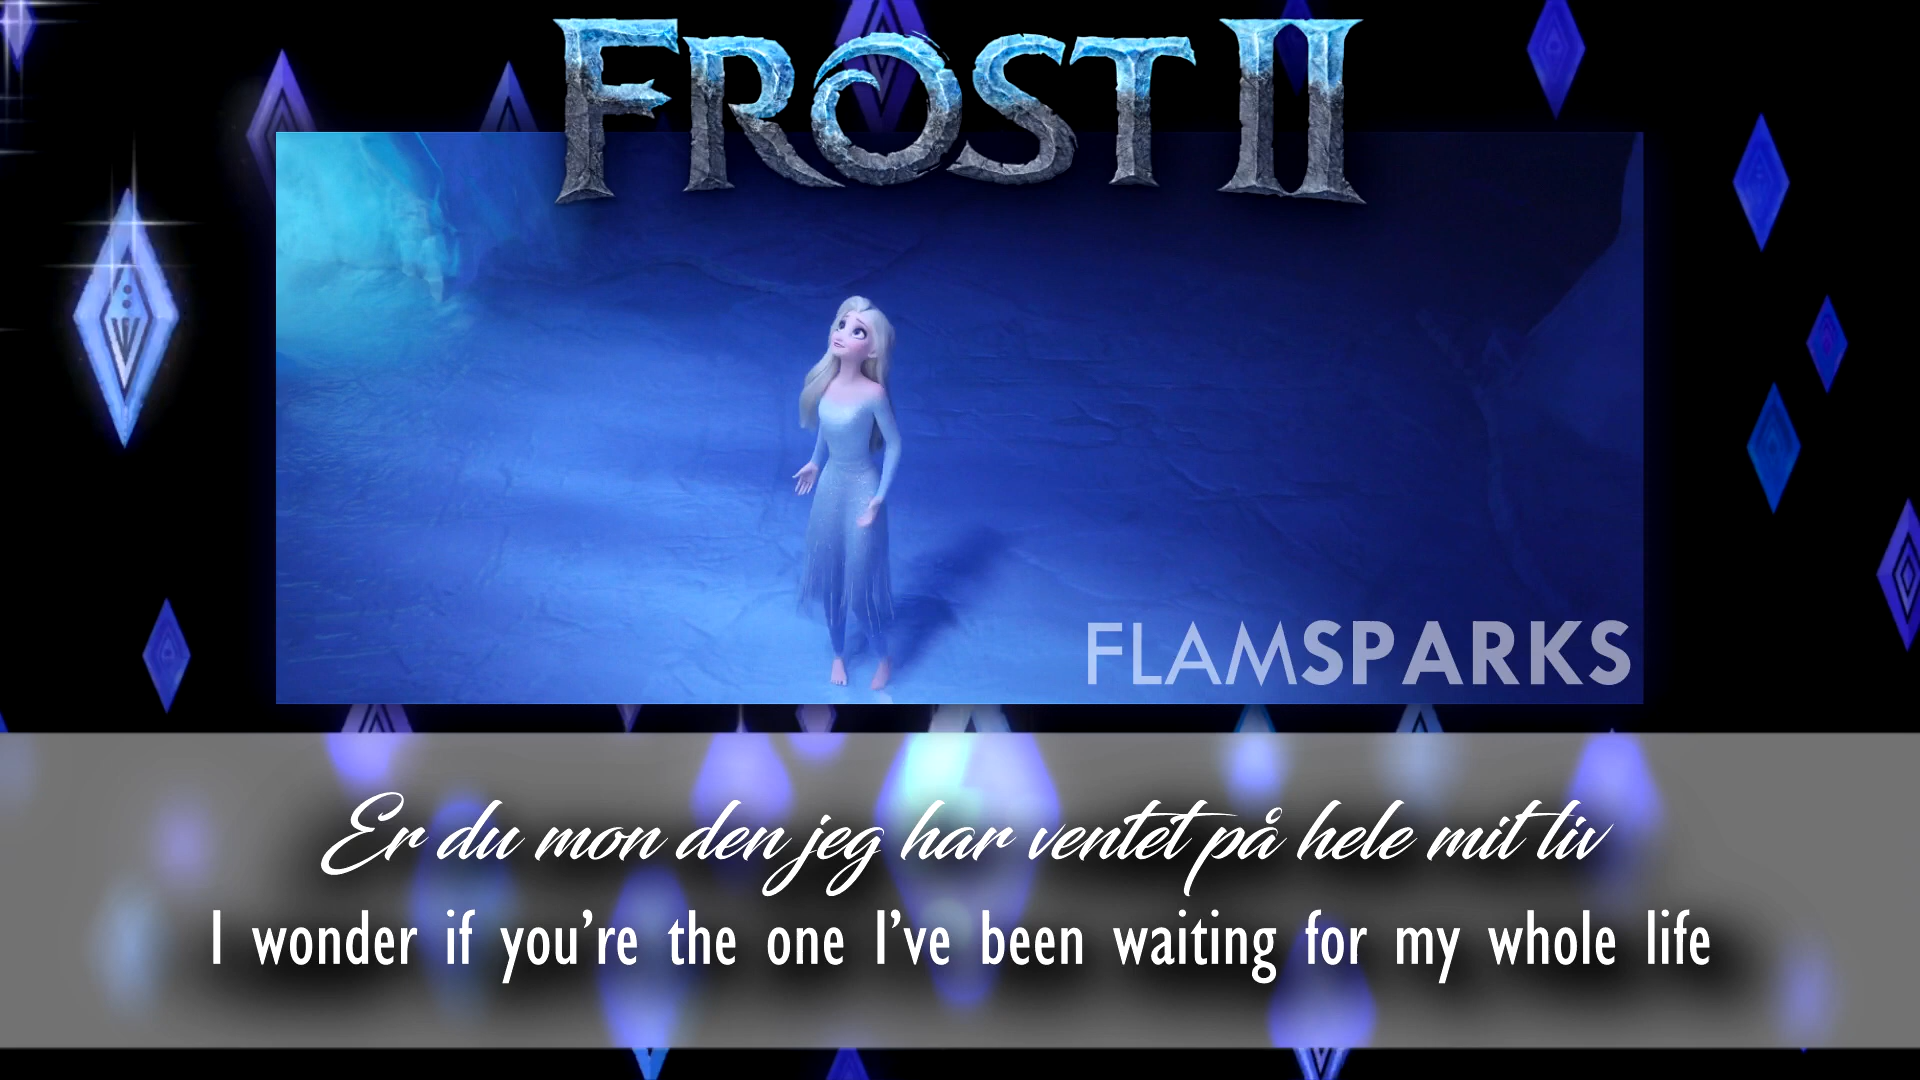 FROST II
FLAMSPARKS
Er du mon den jeg har ventet på hele mit liv
I wonder if you’re the one I’ve been waiting for my whole life